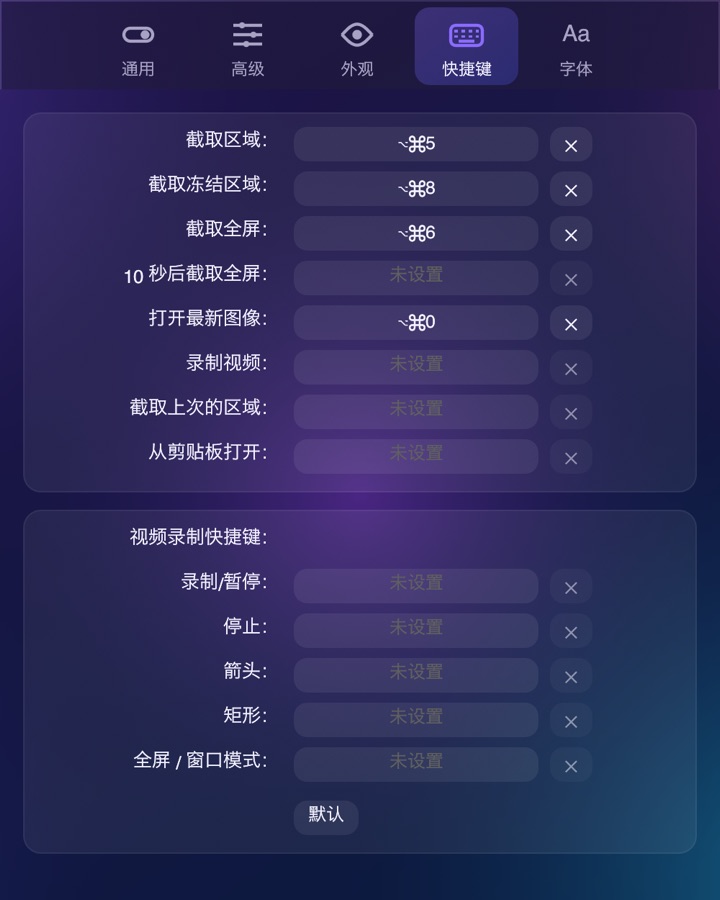 通用
高级
外观
快捷键
Aa
字体
截取区域: ⌥⌘5 ×
截取冻结区域: ⌥⌘8 ×
截取全屏: ⌥⌘6 ×
10 秒后截取全屏: 未设置 ×
打开最新图像: ⌥⌘0 ×
录制视频: 未设置 ×
截取上次的区域: 未设置 ×
从剪贴板打开: 未设置 ×
视频录制快捷键:
录制/暂停: 未设置 ×
停止: 未设置 ×
箭头: 未设置 ×
矩形: 未设置 ×
全屏 / 窗口模式: 未设置 ×
默认